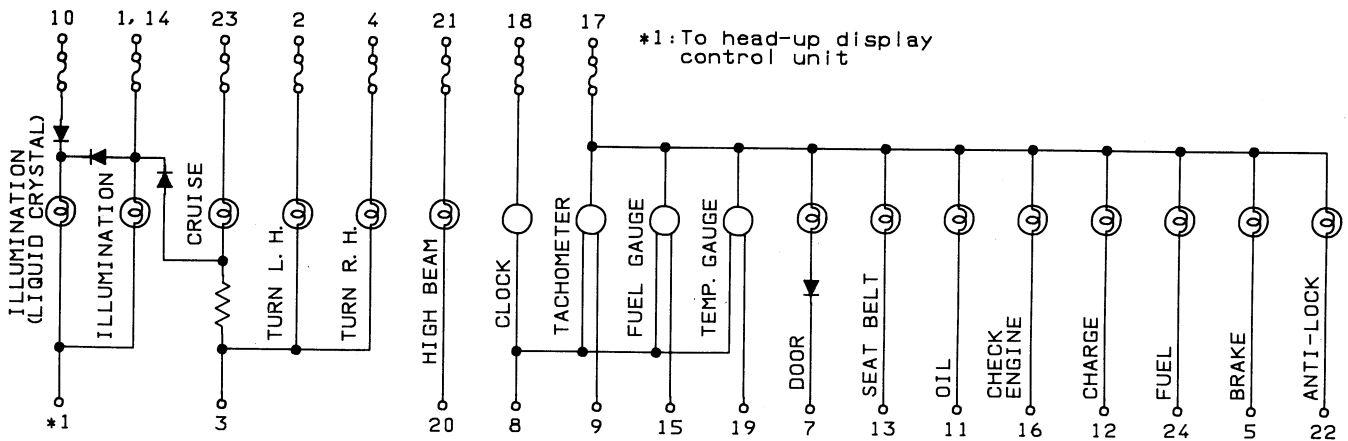 10
1, 14
23
2
4
21
18
17
*1:To head-up display
control unit
ILLUMINATION
(LIQUID CRYSTAL)
ILLUMINATION
CRUISE
TURN L. H.
TURN R. H.
HIGH BEAM
CLOCK
TACHOMETER
FUEL GAUGE
TEMP. GAUGE
DOOR
SEAT BELT
OIL
CHECK
ENGINE
CHARGE
FUEL
BRAKE
ANTI-LOCK
*1
3
20
8
9
15
19
7
13
11
16
12
24
5
22